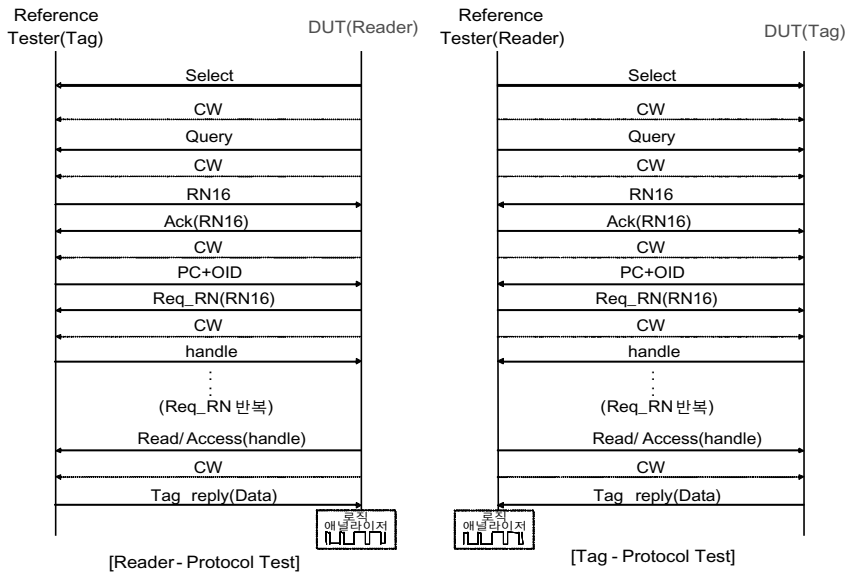 Reference
Tester(Tag)
DUT(Reader)
Select
CW
Query
CW
RN16
Ack(RN16)
CW
PC+OID
Req_RN(RN16)
CW
handle
(Req_RN 반복)
Read/ Access(handle)
CW
Tag reply(Data)
로직
애널라이저
[Reader - Protocol Test]
Reference
Tester(Reader)
DUT(Tag)
Select
CW
Query
CW
RN16
Ack(RN16)
CW
PC+OID
Req_RN(RN16)
CW
handle
(Req_RN 반복)
Read/ Access(handle)
CW
Tag reply(Data)
로직
애널라이저
[Tag - Protocol Test]